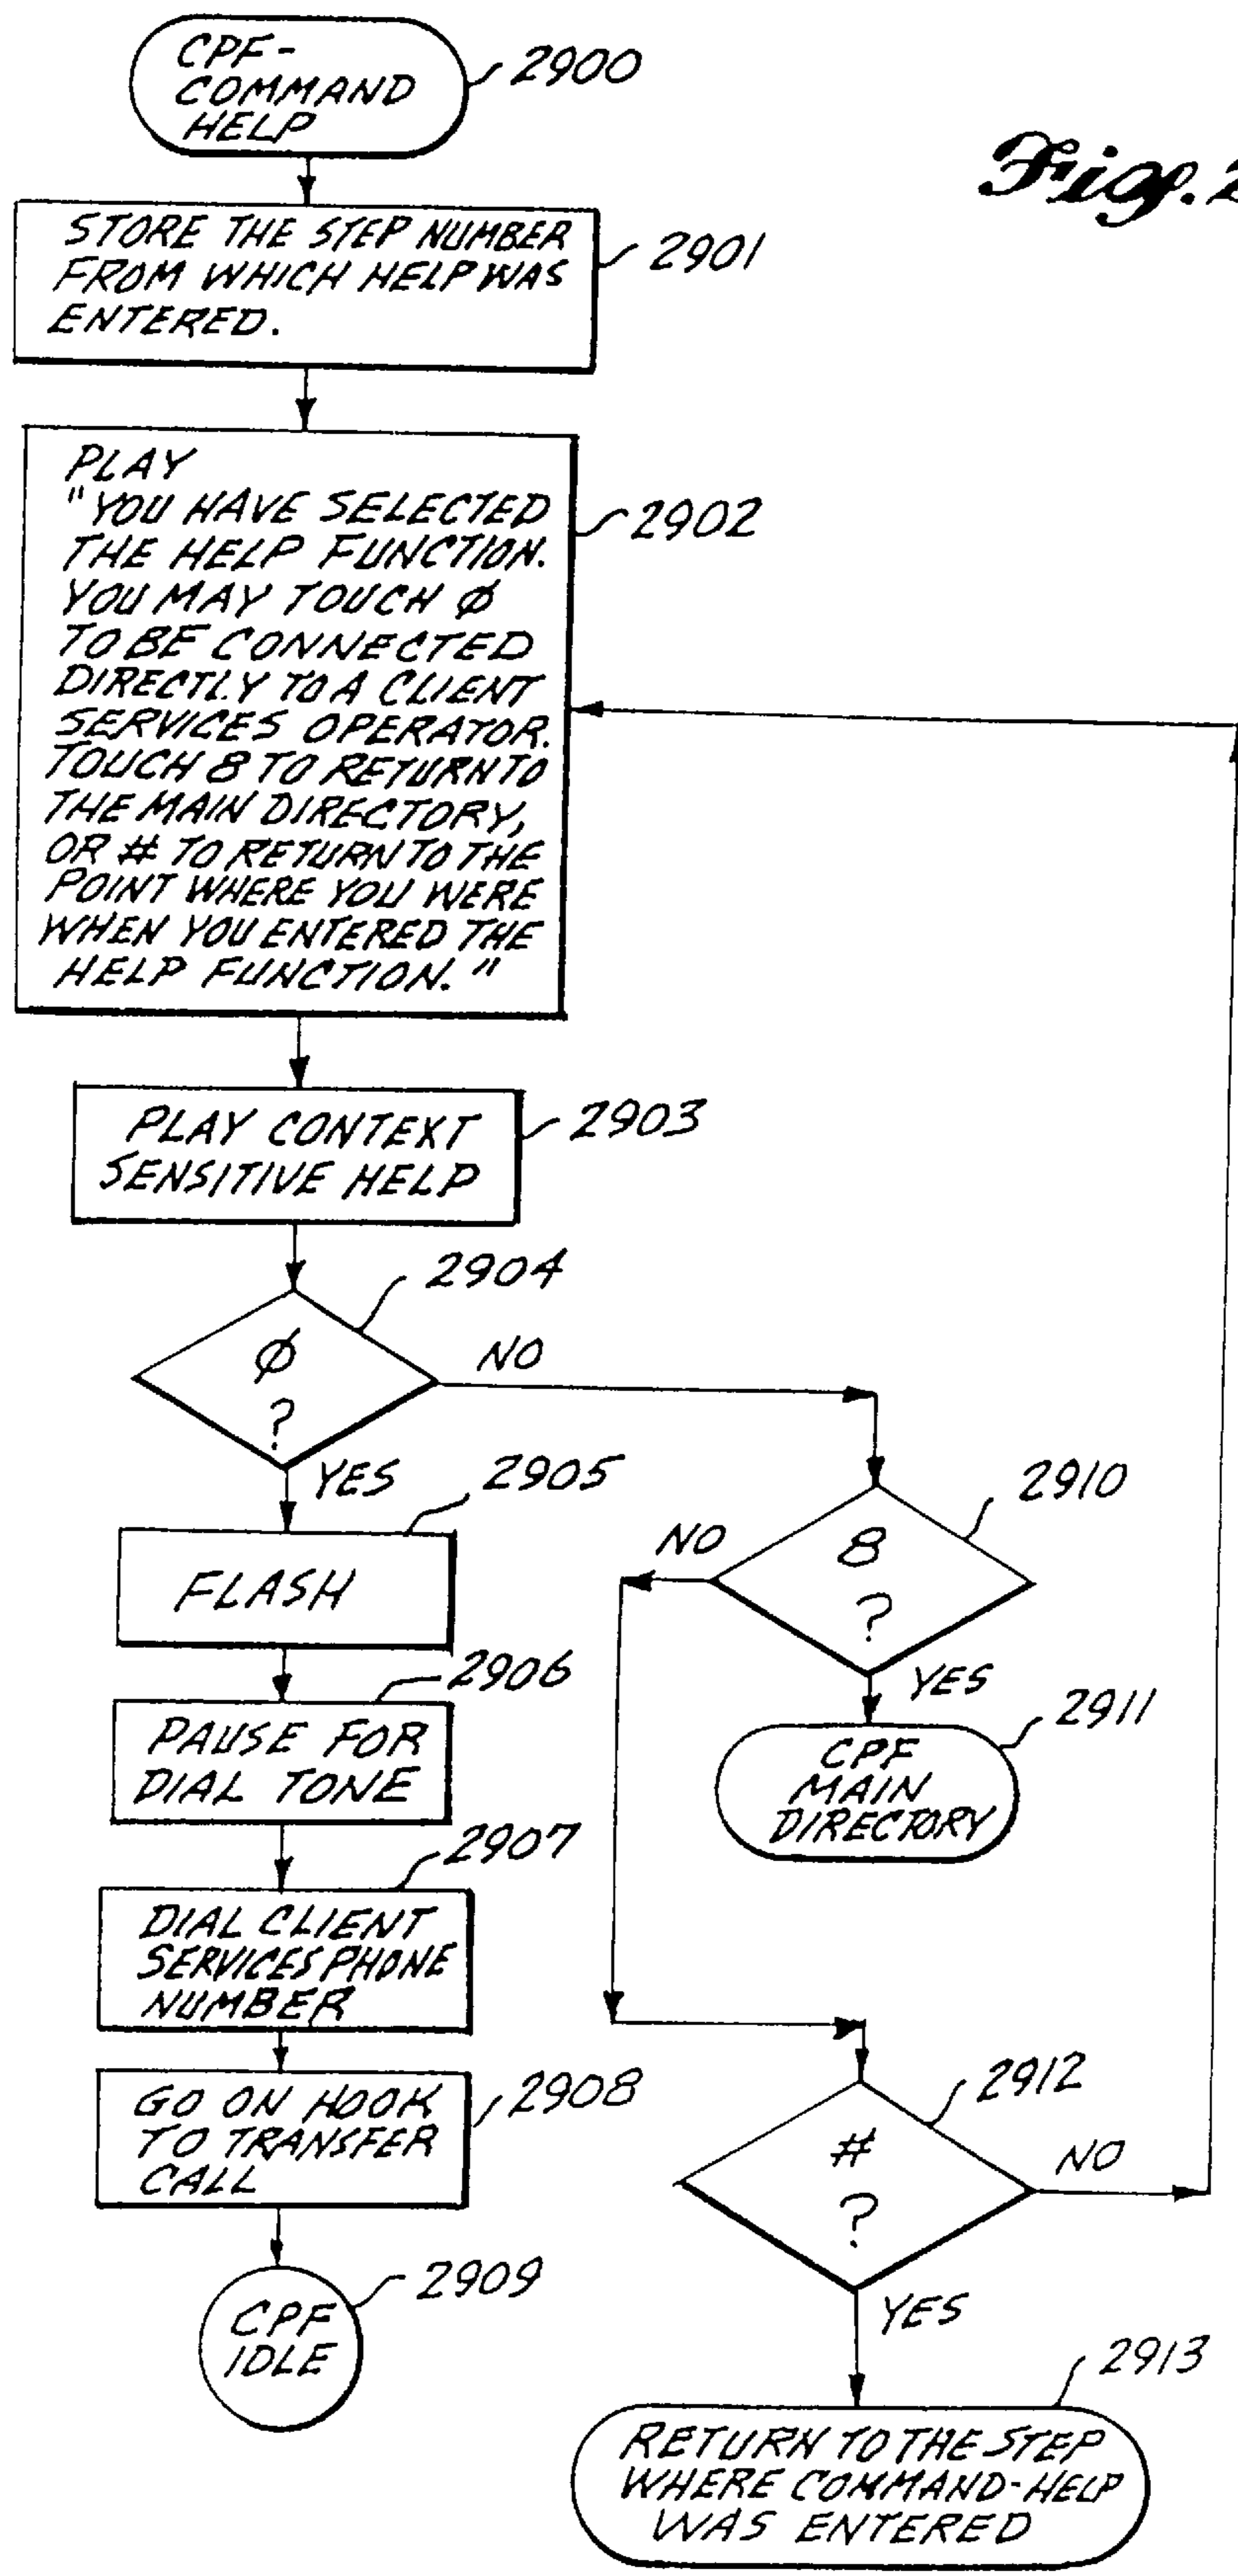 CPF-
COMMAND
HELP
2900
Fig. 2
STORE THE STEP NUMBER
FROM WHICH HELP WAS
ENTERED.
2901
PLAY
"YOU HAVE SELECTED
THE HELP FUNCTION.
YOU MAY TOUCH Ø
TO BE CONNECTED
DIRECTLY TO A CLIENT
SERVICES OPERATOR.
TOUCH 8 TO RETURN TO
THE MAIN DIRECTORY,
OR # TO RETURN TO THE
POINT WHERE YOU WERE
WHEN YOU ENTERED THE
HELP FUNCTION."
2902
PLAY CONTEXT
SENSITIVE HELP
2903
2904
Ø
?
NO
YES
2905
FLASH
2906
PAUSE FOR
DIAL TONE
2907
DIAL CLIENT
SERVICES PHONE
NUMBER
2908
GO ON HOOK
TO TRANSFER
CALL
2909
CPF
IDLE
2910
8
?
NO
YES
2911
CPF
MAIN
DIRECTORY
2912
#
?
NO
YES
2913
RETURN TO THE STEP
WHERE COMMAND-HELP
WAS ENTERED